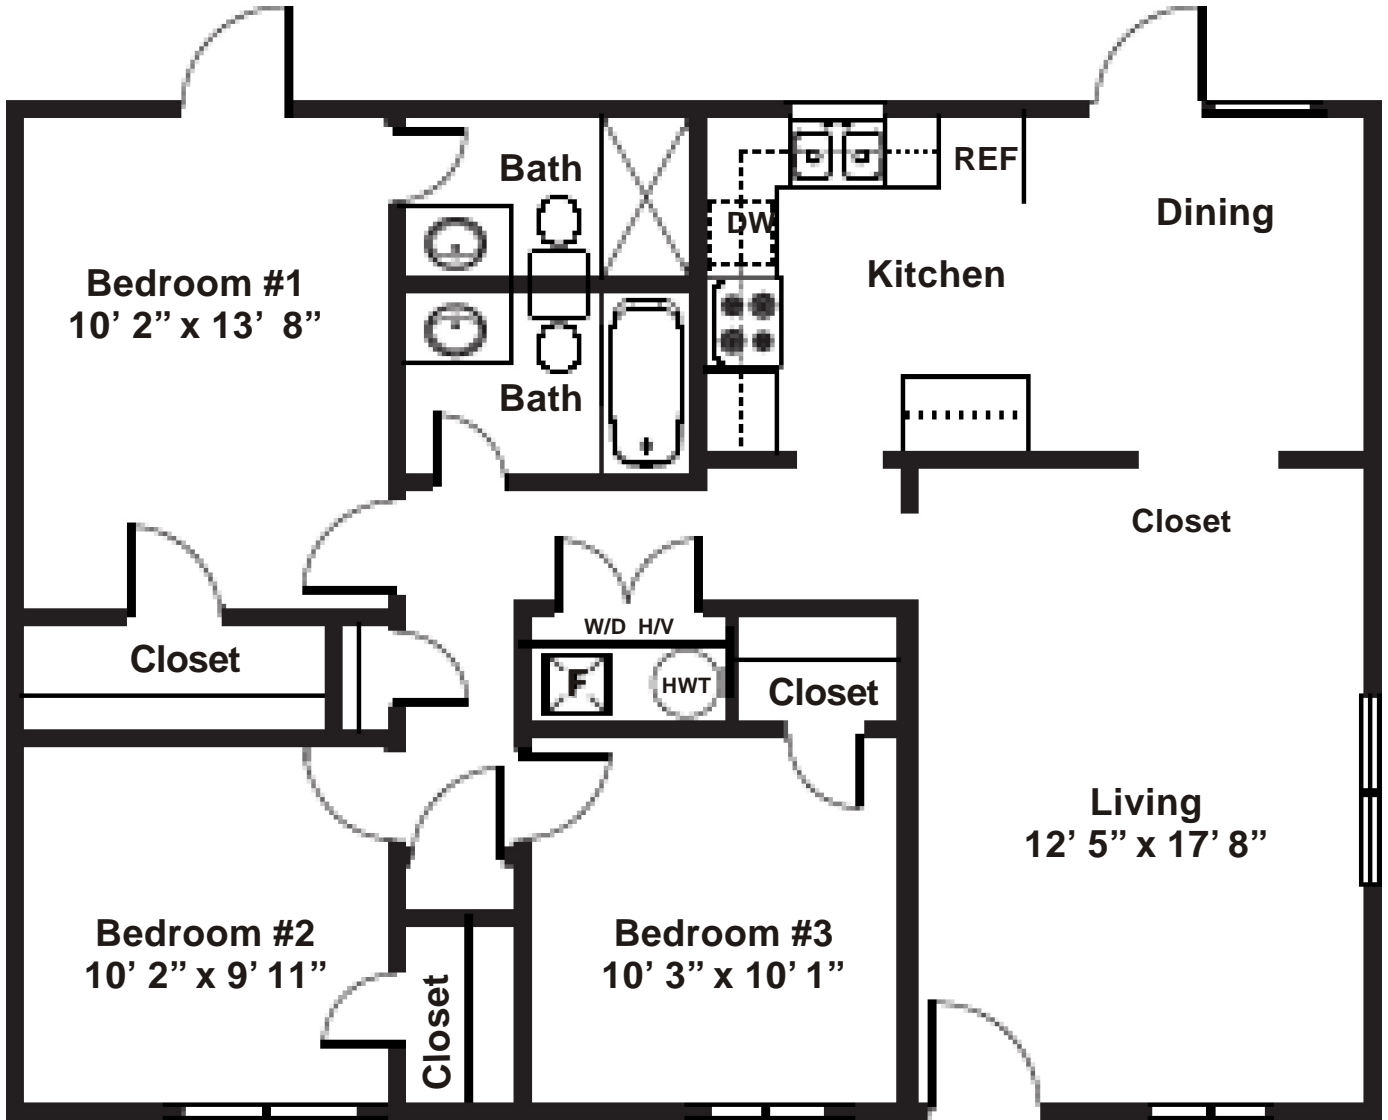 Bath
REF
DW
Dining
Kitchen
Bedroom #1
10’ 2” x 13’ 8”
Bath
Closet
W/D H/V
Closet
F
HWT
Closet
Living
12’ 5” x 17’ 8”
Bedroom #2
10’ 2” x 9’ 11”
Closet
Bedroom #3
10’ 3” x 10’ 1”